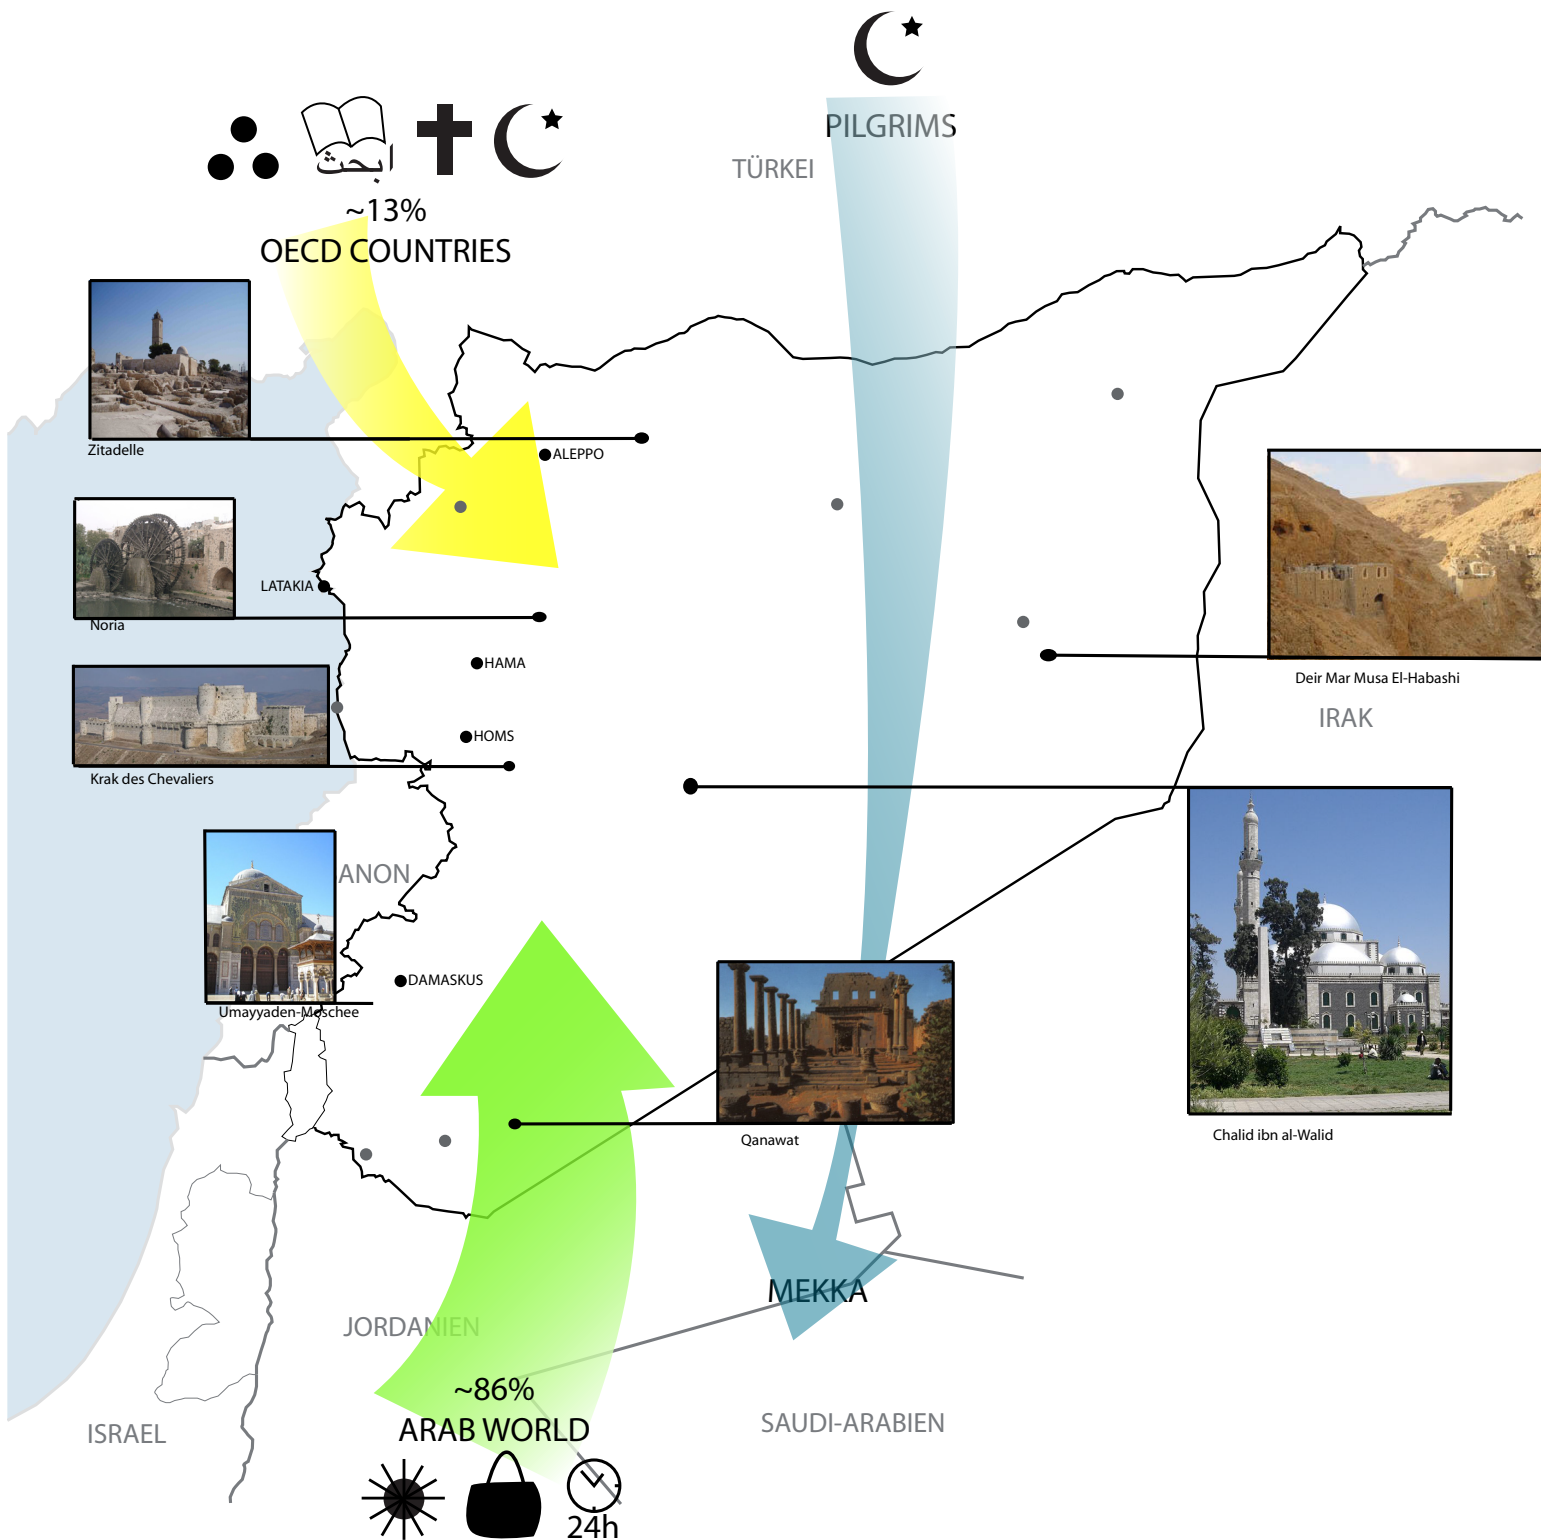 PILGRIMS
TÜRKEI
ابحث
~13%
OECD COUNTRIES
Zitadelle
ALEPPO
Noria
LATAKIA
HAMA
Deir Mar Musa El-Habashi
IRAK
HOMS
Krak des Chevaliers
ANON
DAMASKUS
Umayyaden-Moschee
Qanawat
Chalid ibn al-Walid
MEKKA
JORDANIEN
~86%
ARAB WORLD
SAUDI-ARABIEN
ISRAEL
24h